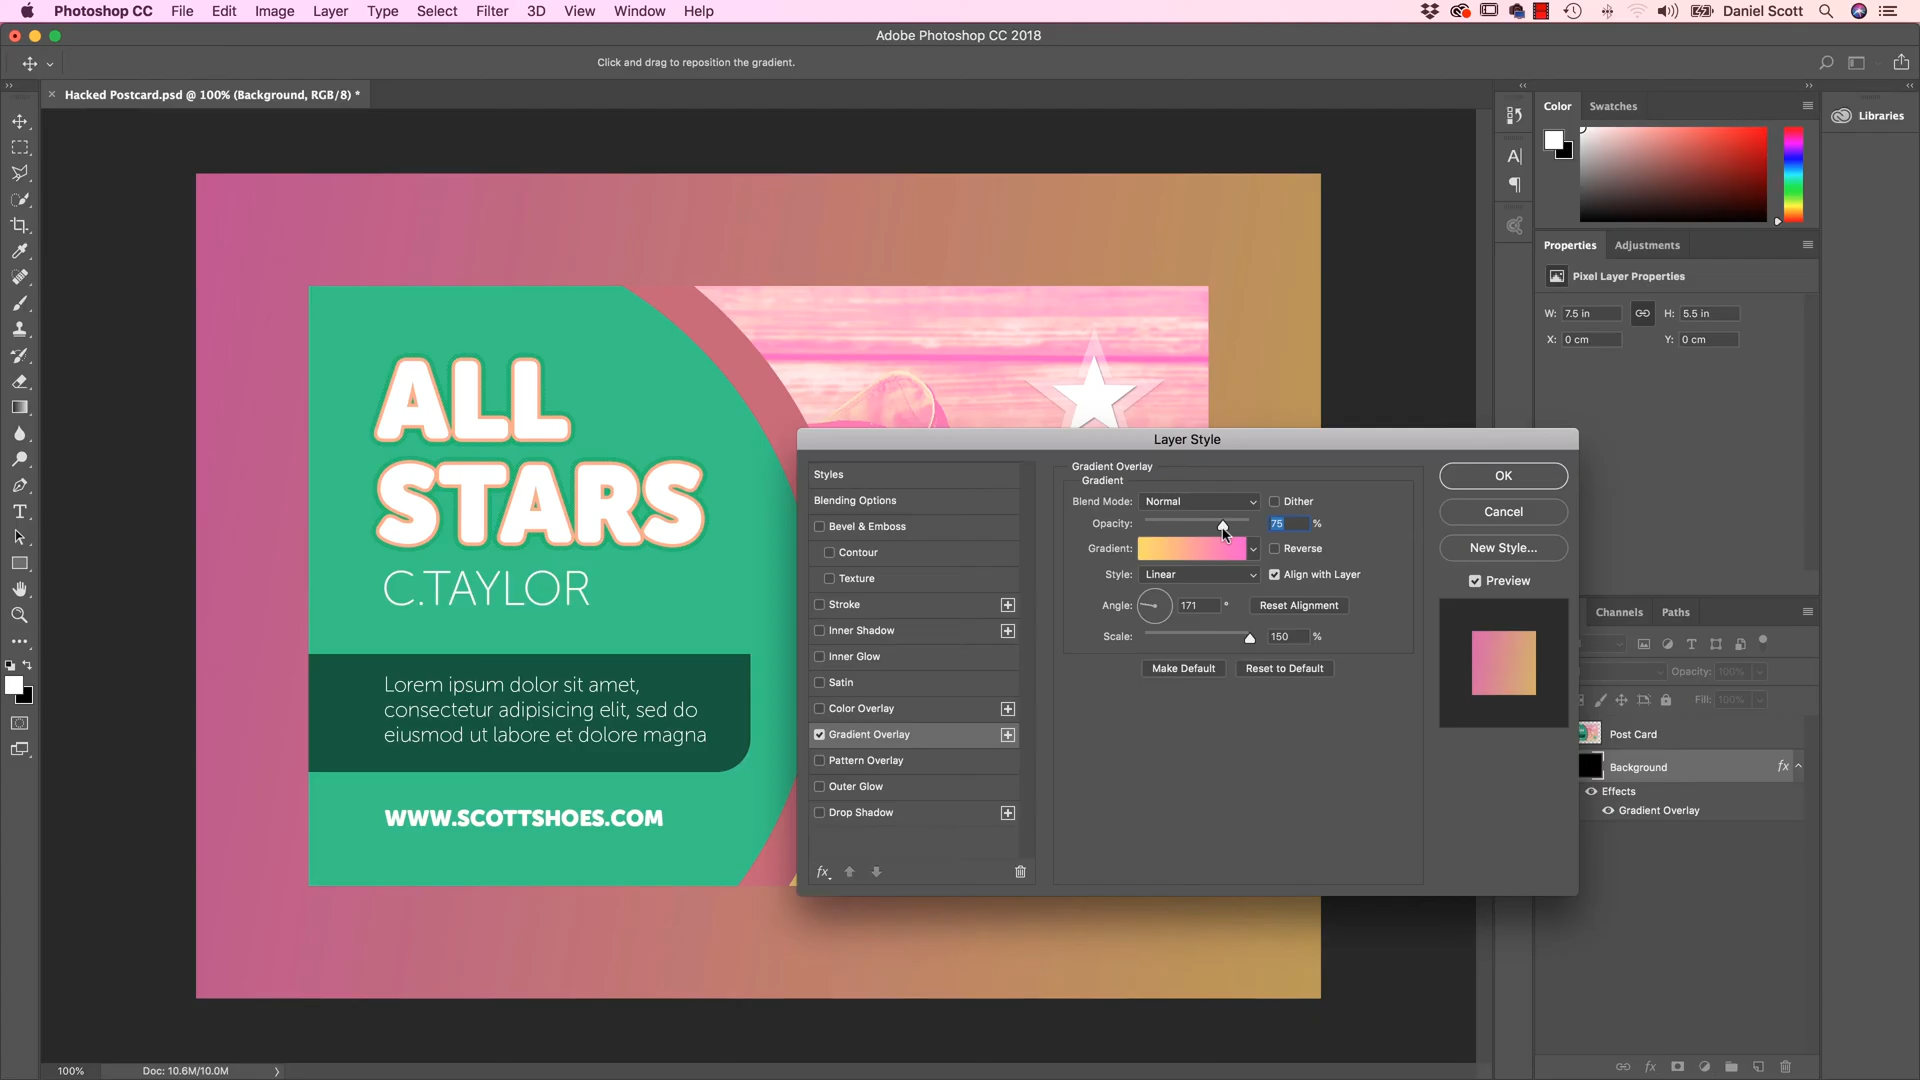 Photoshop CC File Edit Image Layer Type Select Filter 3D View Window Help Daniel Scott
Adobe Photoshop CC 2018
Click and drag to reposition the gradient.
Hacked Postcard.psd @ 100% (Background, RGB/8) *
Color Swatches
Libraries
Properties Adjustments
Pixel Layer Properties
W: 7.5 in H: 5.5 in
X: 0 cm Y: 0 cm
ALL
STARS
C.TAYLOR
Lorem ipsum dolor sit amet,
consectetur adipisicing elit, sed do
eiusmod ut labore et dolore magna
WWW.SCOTTSHOES.COM
Layer Style
Styles
Blending Options
Bevel & Emboss
Contour
Texture
Stroke
Inner Shadow
Inner Glow
Satin
Color Overlay
Gradient Overlay
Pattern Overlay
Outer Glow
Drop Shadow
fx
Gradient Overlay
Gradient
Blend Mode: Normal Dither
Opacity: 75 %
Gradient: Reverse
Style: Linear Align with Layer
Angle: 171 ° Reset Alignment
Scale: 150 %
Make Default Reset to Default
OK
Cancel
New Style...
Preview
Channels Paths
Opacity: 100%
Fill: 100%
Post Card
Background fx
Effects
Gradient Overlay
100% Doc: 10.6M/10.0M
fx